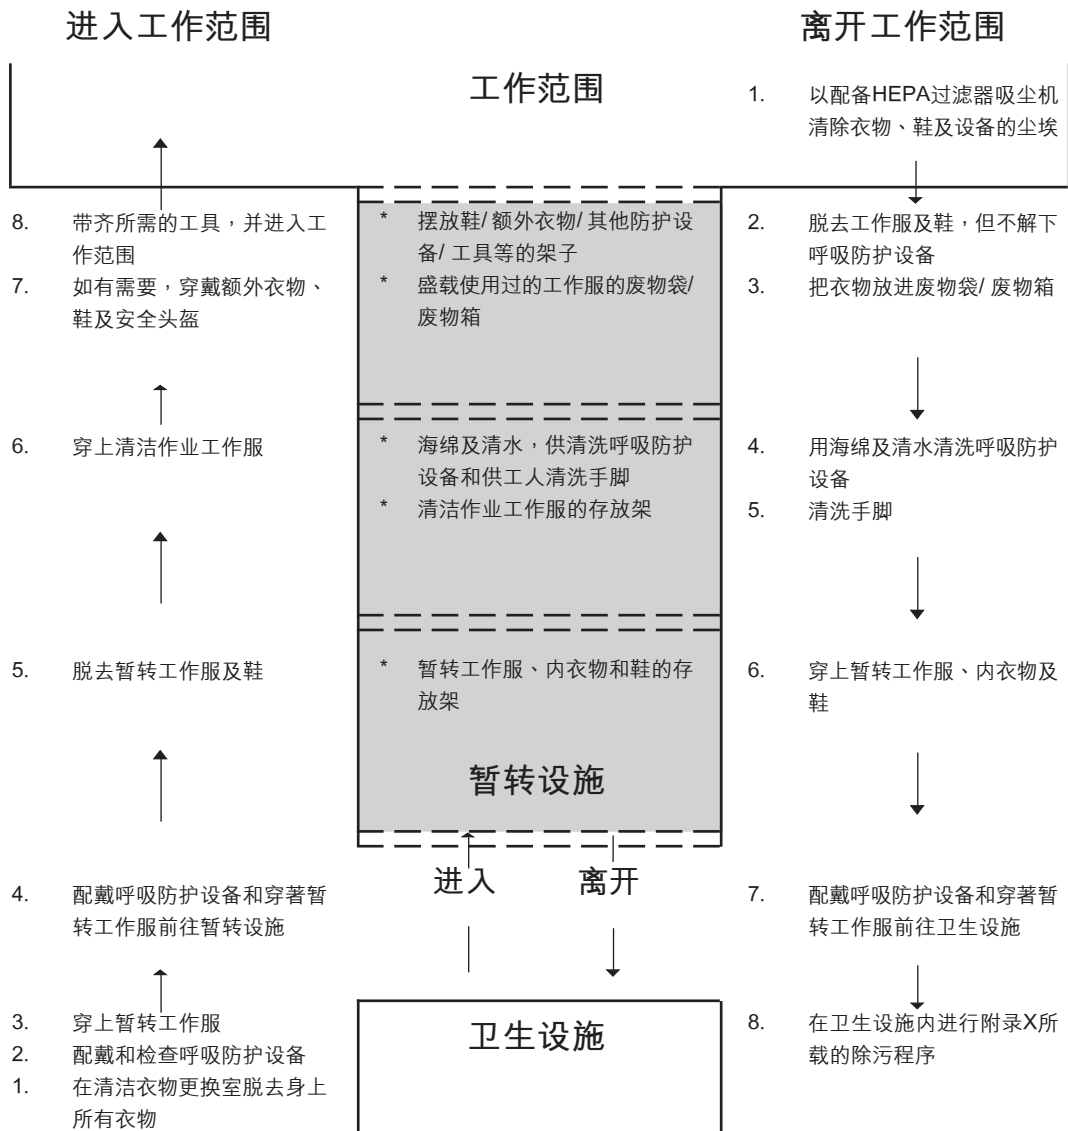 进入工作范围
离开工作范围
工作范围
1. 以配备HEPA过滤器吸尘机
清除衣物、鞋及设备的尘埃
8. 带齐所需的工具，并进入工
作范围
7. 如有需要，穿戴额外衣物、
鞋及安全头盔
* 摆放鞋/ 额外衣物/ 其他防护设
备/ 工具等的架子
* 盛载使用过的工作服的废物袋/
废物箱
2. 脱去工作服及鞋，但不解下
呼吸防护设备
3. 把衣物放进废物袋/ 废物箱
6. 穿上清洁作业工作服
* 海绵及清水，供清洗呼吸防护
设备和供工人清洗手脚
* 清洁作业工作服的存放架
4. 用海绵及清水清洗呼吸防护
设备
5. 清洗手脚
5. 脱去暂转工作服及鞋
* 暂转工作服、内衣物和鞋的存
放架
6. 穿上暂转工作服、内衣物及
鞋
暂转设施
进入
离开
4. 配戴呼吸防护设备和穿著暂
转工作服前往暂转设施
7. 配戴呼吸防护设备和穿著暂
转工作服前往卫生设施
3. 穿上暂转工作服
2. 配戴和检查呼吸防护设备
1. 在清洁衣物更换室脱去身上
所有衣物
卫生设施
8. 在卫生设施内进行附录X所
载的除污程序